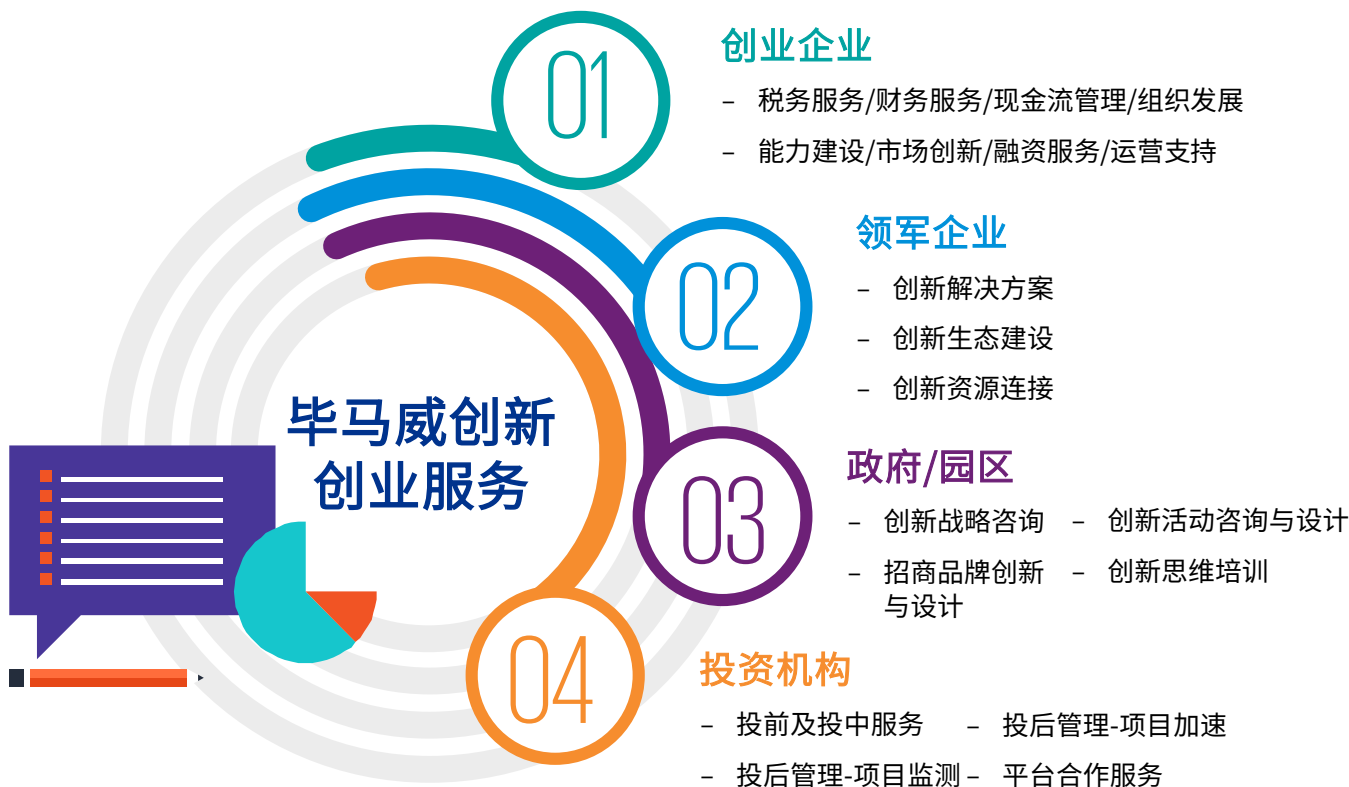 01
创业企业
– 税务服务/财务服务/现金流管理/组织发展
– 能力建设/市场创新/融资服务/运营支持
02
领军企业
– 创新解决方案
– 创新生态建设
– 创新资源连接
毕马威创新
创业服务
03
政府/园区
– 创新战略咨询 – 创新活动咨询与设计
– 招商品牌创新 – 创新思维培训
与设计
04
投资机构
– 投前及投中服务 – 投后管理-项目加速
– 投后管理-项目监测 – 平台合作服务